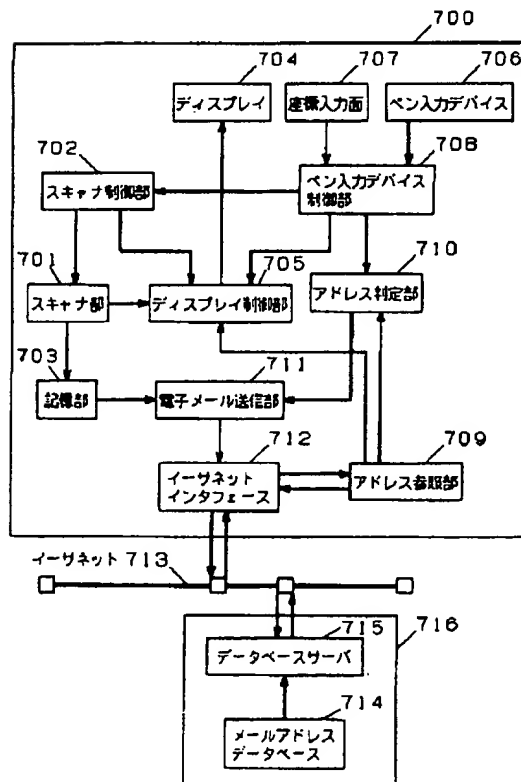 700
704
707
706
ディスプレイ
座標入力面
ペン入力デバイス
702
708
スキャナ制御部
ペン入力デバイス
制御部
701
705
710
スキャナ部
ディスプレイ制御部
アドレス判定部
703
711
記憶部
電子メール送信部
712
709
イーサネット
インタフェース
アドレス参照部
イーサネット 713
715
716
データベースサーバ
714
メールアドレス
データベース